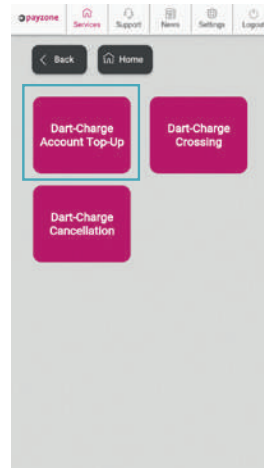 payzone Services Support News Settings Logout
Back Home
Dart-Charge
Account Top-Up
Dart-Charge
Crossing
Dart-Charge
Cancellation